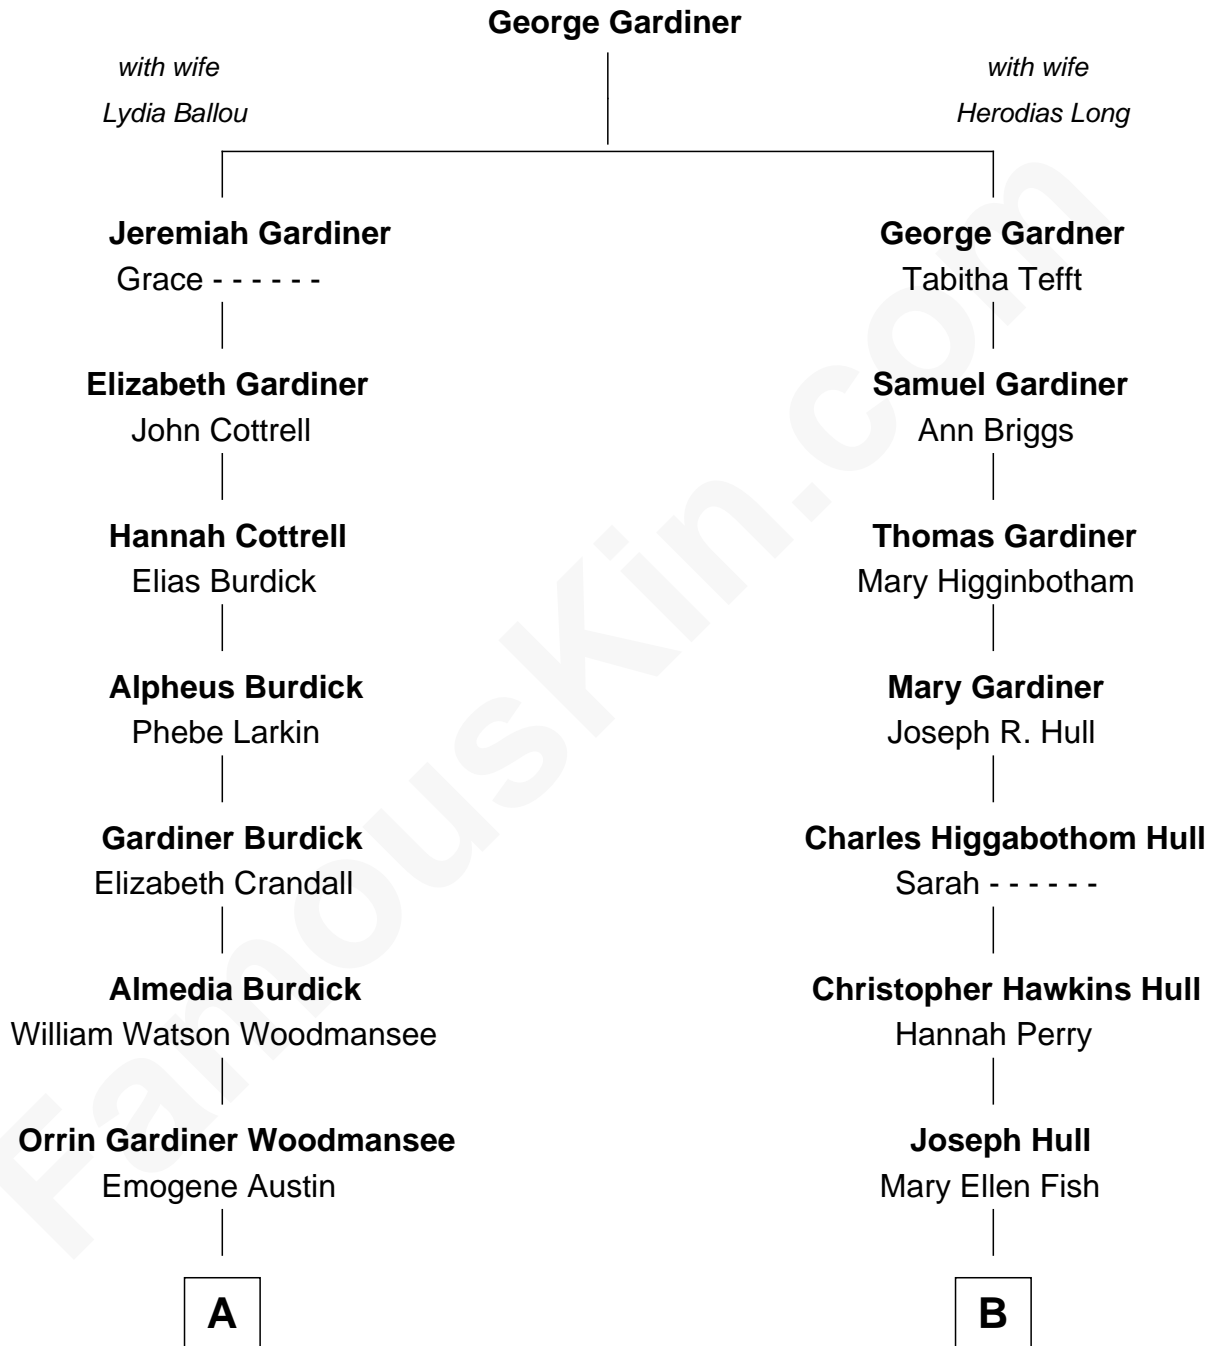 George Gardiner
with wife
Lydia Ballou
with wife
Herodias Long
Jeremiah Gardiner
Grace - - - - - -
George Gardner
Tabitha Tefft
Elizabeth Gardiner
John Cottrell
Samuel Gardiner
Ann Briggs
Hannah Cottrell
Elias Burdick
Thomas Gardiner
Mary Higginbotham
Alpheus Burdick
Phebe Larkin
Mary Gardiner
Joseph R. Hull
Gardiner Burdick
Elizabeth Crandall
Charles Higgabothom Hull
Sarah - - - - - -
Almedia Burdick
William Watson Woodmansee
Christopher Hawkins Hull
Hannah Perry
Orrin Gardiner Woodmansee
Emogene Austin
Joseph Hull
Mary Ellen Fish
A
B
FamousKin.com